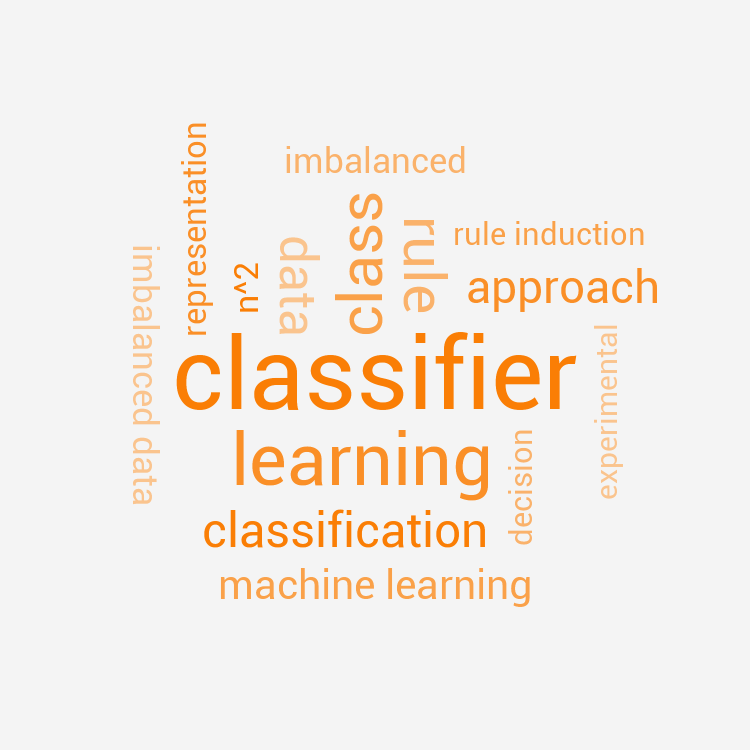 representation
imbalanced
class
rule
rule induction
data
n^2
approach
imbalanced data
classifier
experimental
learning
decision
classification
machine learning